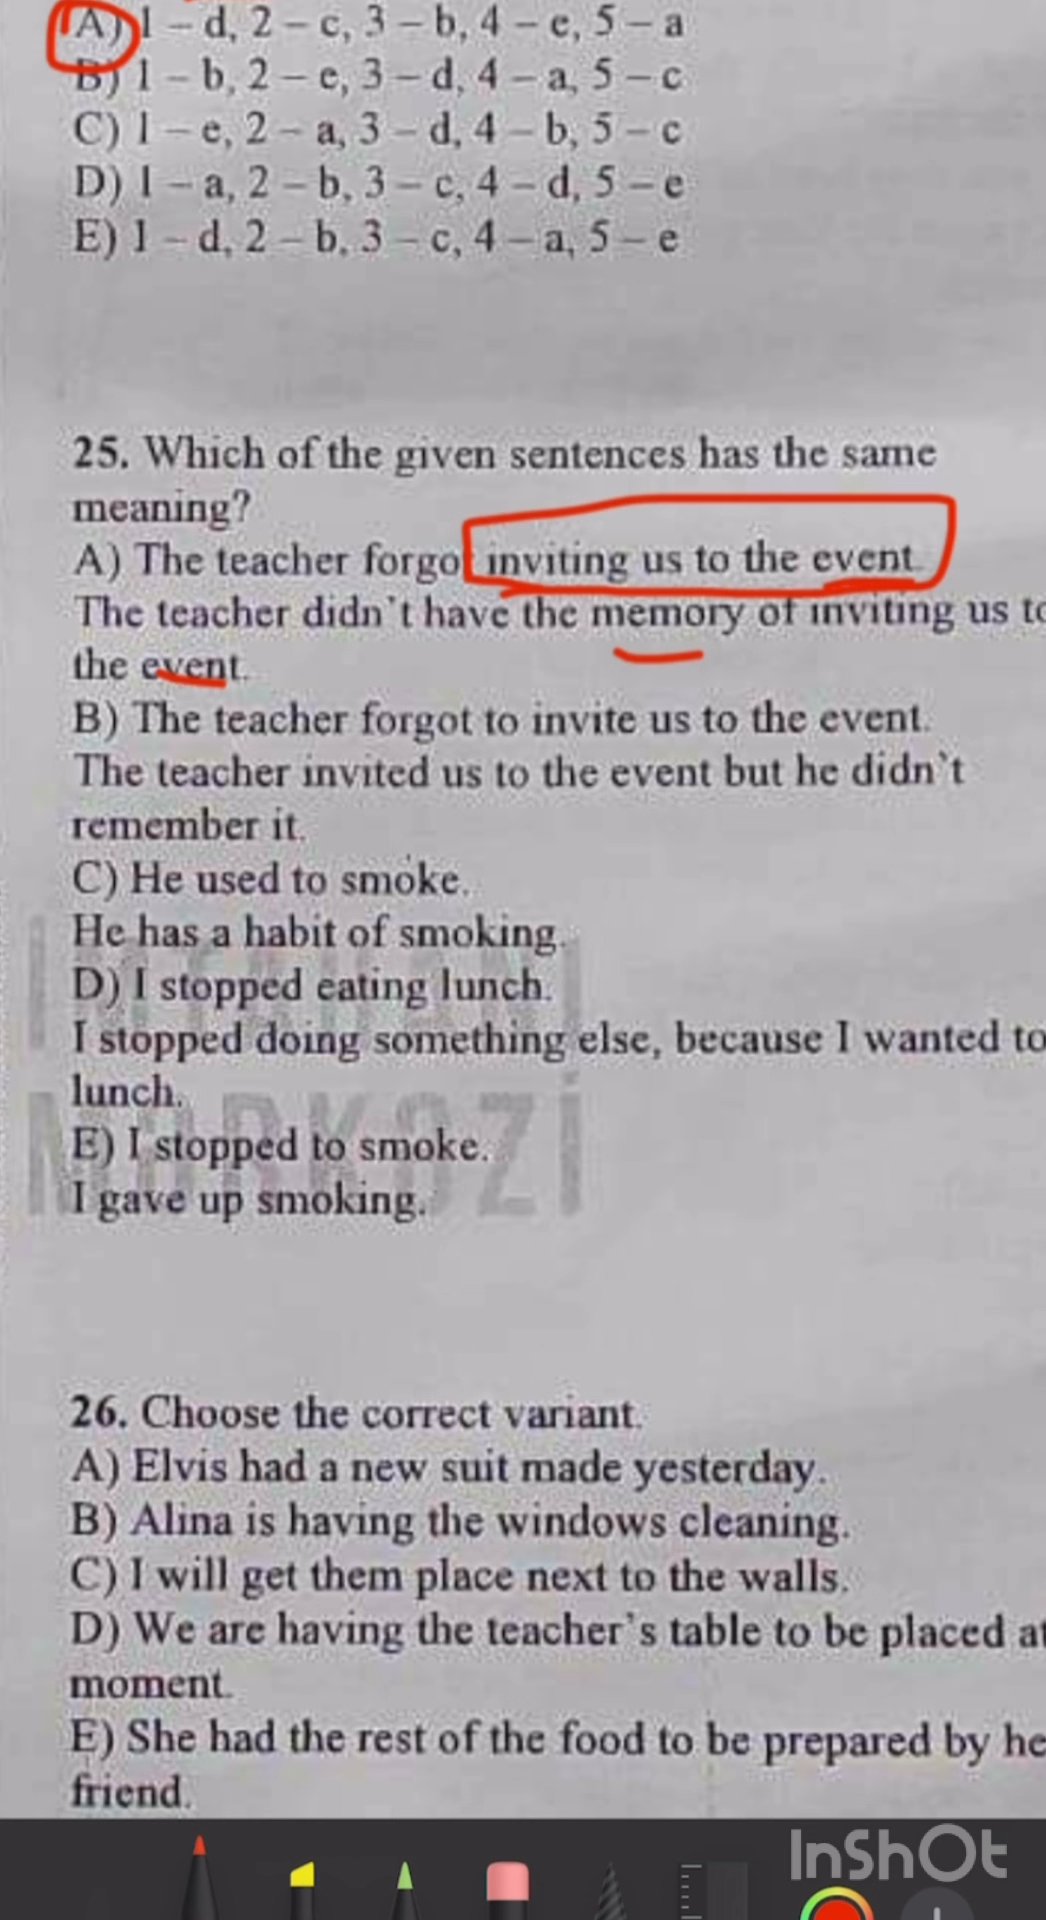 A) 1 – d, 2 – c, 3 – b, 4 – e, 5 – a
B) 1 – b, 2 – e, 3 – d, 4 – a, 5 – c
C) 1 – e, 2 – a, 3 – d, 4 – b, 5 – c
D) 1 – a, 2 – b, 3 – c, 4 – d, 5 – e
E) 1 – d, 2 – b, 3 – c, 4 – a, 5 – e
25. Which of the given sentences has the same
meaning?
A) The teacher forgot inviting us to the event.
The teacher didn't have the memory of inviting us to
the event.
B) The teacher forgot to invite us to the event.
The teacher invited us to the event but he didn't
remember it.
C) He used to smoke.
He has a habit of smoking.
D) I stopped eating lunch.
I stopped doing something else, because I wanted to
lunch.
E) I stopped to smoke.
I gave up smoking.
İMTAHAN
MƏRKƏZİ
26. Choose the correct variant.
A) Elvis had a new suit made yesterday.
B) Alina is having the windows cleaning.
C) I will get them place next to the walls.
D) We are having the teacher's table to be placed at
moment.
E) She had the rest of the food to be prepared by he
friend.
InShOt